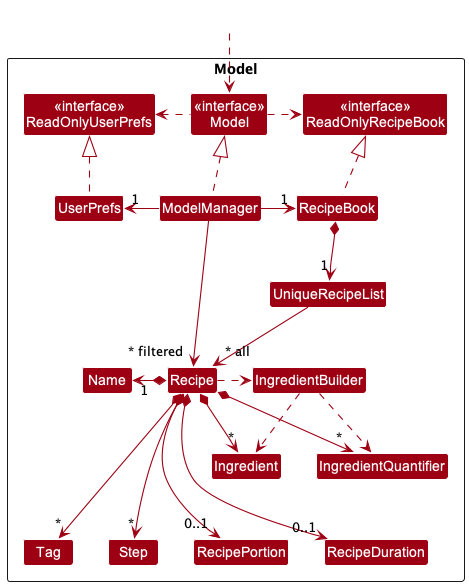 Model
«interface»
ReadOnlyUserPrefs
«interface»
Model
«interface»
ReadOnlyRecipeBook
UserPrefs
1
ModelManager
1
RecipeBook
1
UniqueRecipeList
* filtered
* all
Name
1
Recipe
IngredientBuilder
*
*
Ingredient
IngredientQuantifier
*
*
0..1
0..1
Tag
Step
RecipePortion
RecipeDuration